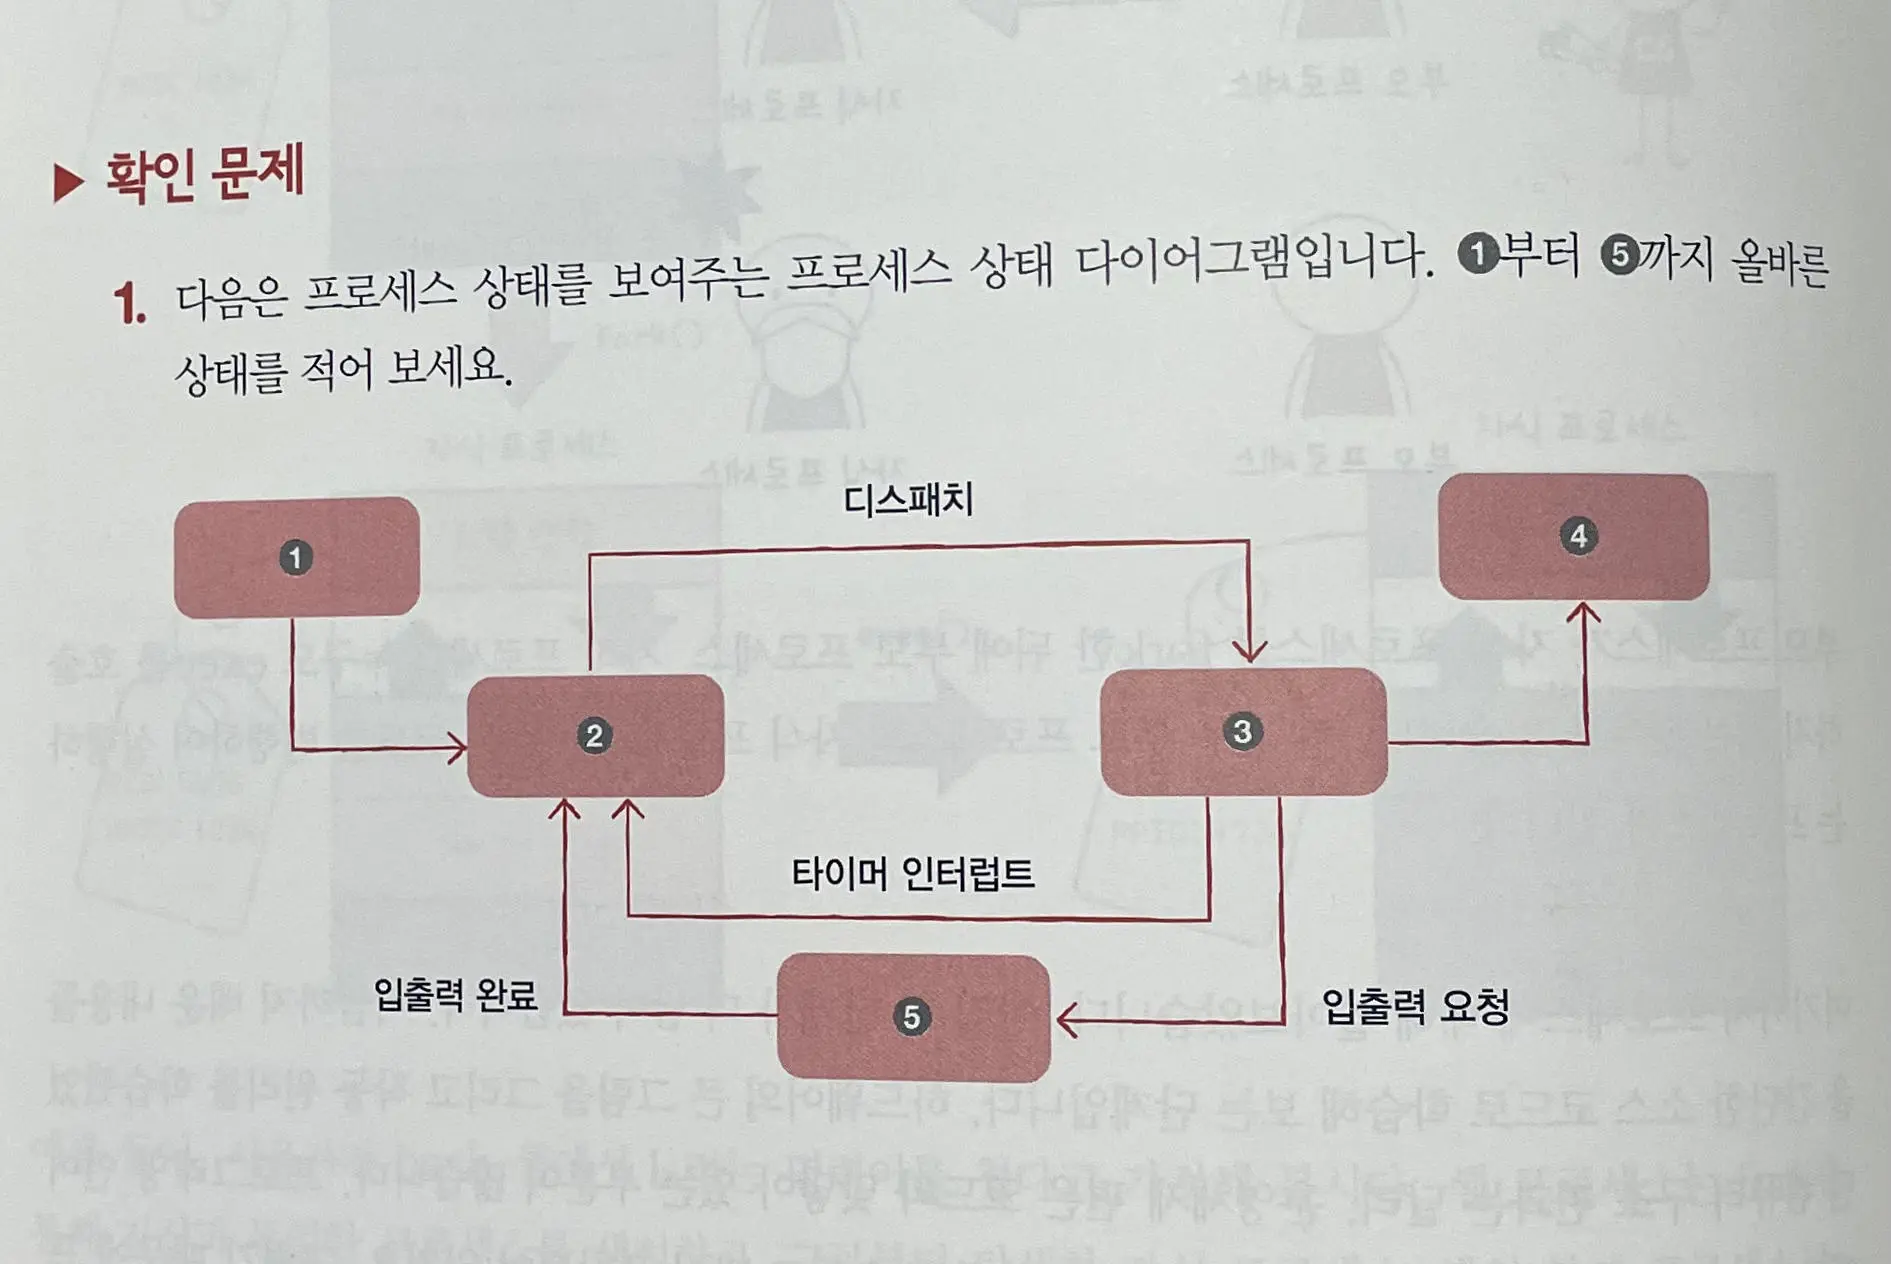 ▶ 확인 문제
1. 다음은 프로세스 상태를 보여주는 프로세스 상태 다이어그램입니다. ❶부터 ❺까지 올바른
상태를 적어 보세요.
디스패치
❶
❹
❷
❸
타이머 인터럽트
입출력 완료
❺
입출력 요청